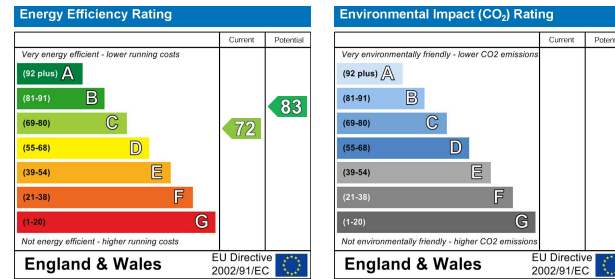 Energy Efficiency Rating
Current Potential
Very energy efficient - lower running costs
(92 plus) A
(81-91) B
(69-80) C
(55-68) D
(39-54) E
(21-38) F
(1-20) G
72
83
Not energy efficient - higher running costs
England & Wales
EU Directive
2002/91/EC
Environmental Impact (CO₂) Rating
Current Potent
Very environmentally friendly - lower CO2 emissions
(92 plus) A
(81-91) B
(69-80) C
(55-68) D
(39-54) E
(21-38) F
(1-20) G
Not environmentally friendly - higher CO2 emissions
England & Wales
EU Directive
2002/91/EC